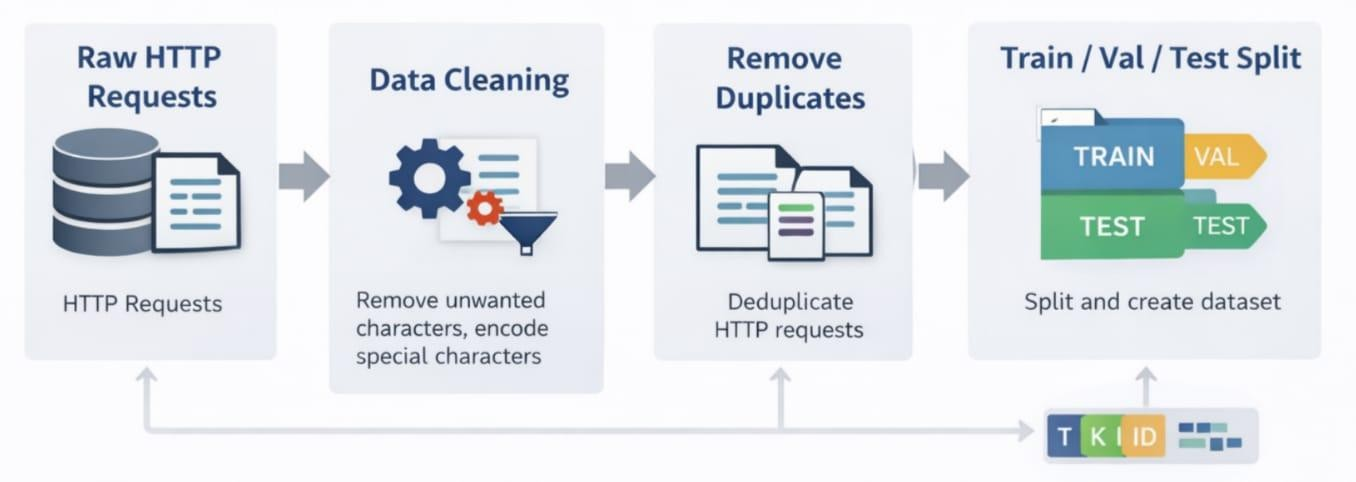 Raw HTTP
Requests
HTTP Requests
Data Cleaning
Remove unwanted
characters, encode
special characters
Remove
Duplicates
Deduplicate
HTTP requests
Train / Val / Test Split
TRAIN
VAL
TEST
TEST
Split and create dataset
T
K I
ID